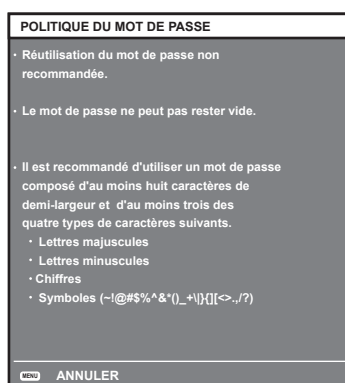 POLITIQUE DU MOT DE PASSE
· Réutilisation du mot de passe non
recommandée.
· Le mot de passe ne peut pas rester vide.
· Il est recommandé d'utiliser un mot de passe
composé d'au moins huit caractères de
demi-largeur et d'au moins trois des
quatre types de caractères suivants.
· Lettres majuscules
· Lettres minuscules
· Chiffres
· Symboles (~!@#$%^&*()_+\|}{][<>.,/?)
MENU ANNULER